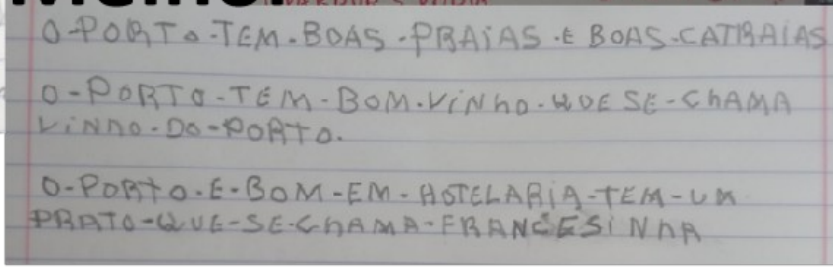 O-PORTO-TEM-BOAS-PRAiAS-E BOAS-CATRAiAS
O-PORTO-TEM-BOM-ViNhO-QUE SE-ChAMA
ViNhO-DO-PORTO.
O-PORTO-E-BOM-EM-HOTELARiA-TEM-UM
PRATO-QUE-SE-ChAMA-FRANCESiNhA